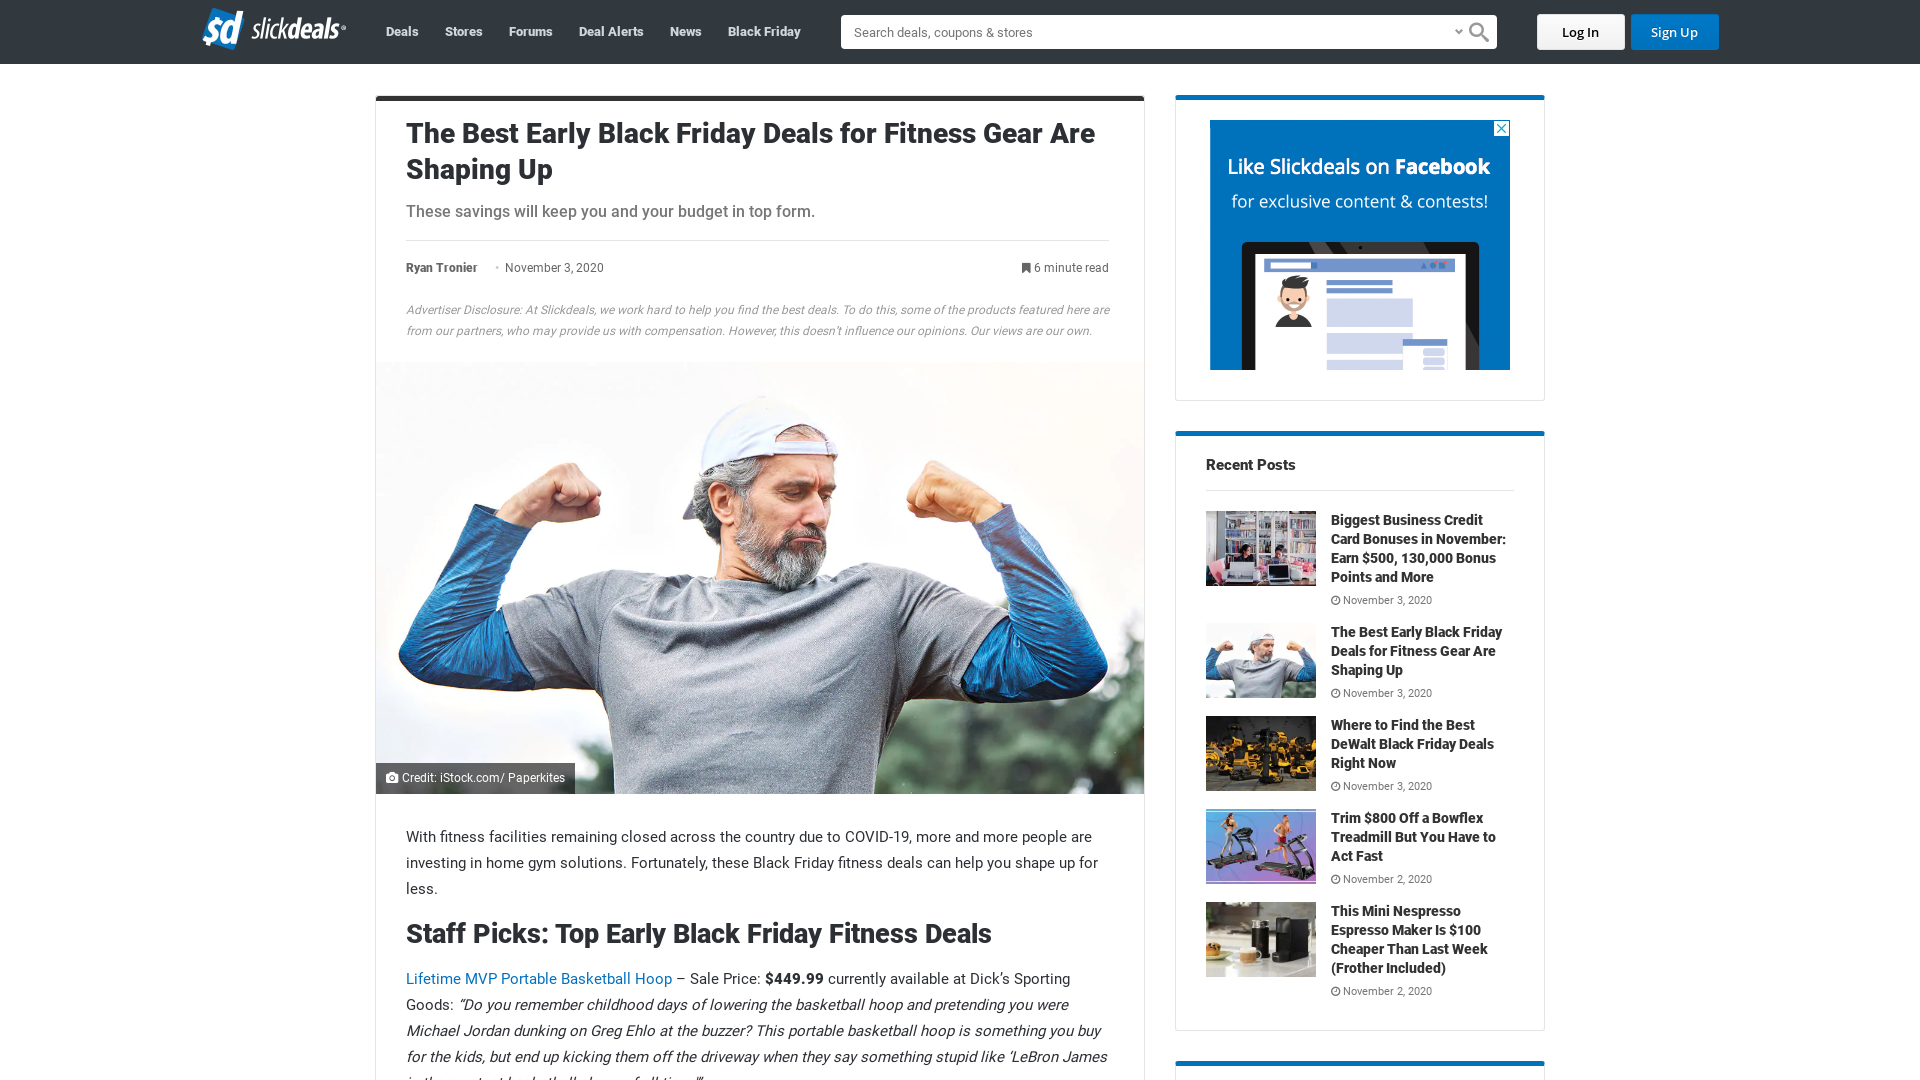 $d slickdeals®
Deals
Stores
Forums
Deal Alerts
News
Black Friday
Search deals, coupons & stores
Log In
Sign Up
The Best Early Black Friday Deals for Fitness Gear Are
Shaping Up
These savings will keep you and your budget in top form.
Ryan Tronier • November 3, 2020
6 minute read
Advertiser Disclosure: At Slickdeals, we work hard to help you find the best deals. To do this, some of the products featured here are
from our partners, who may provide us with compensation. However, this doesn’t influence our opinions. Our views are our own.
Credit: iStock.com/ Paperkites
With fitness facilities remaining closed across the country due to COVID-19, more and more people are
investing in home gym solutions. Fortunately, these Black Friday fitness deals can help you shape up for
less.
Staff Picks: Top Early Black Friday Fitness Deals
Lifetime MVP Portable Basketball Hoop – Sale Price: $449.99 currently available at Dick’s Sporting
Goods: “Do you remember childhood days of lowering the basketball hoop and pretending you were
Michael Jordan dunking on Greg Ehlo at the buzzer? This portable basketball hoop is something you buy
for the kids, but end up kicking them off the driveway when they say something stupid like ‘LeBron James
Like Slickdeals on Facebook
for exclusive content & contests!
Recent Posts
Biggest Business Credit
Card Bonuses in November:
Earn $500, 130,000 Bonus
Points and More
November 3, 2020
The Best Early Black Friday
Deals for Fitness Gear Are
Shaping Up
November 3, 2020
Where to Find the Best
DeWalt Black Friday Deals
Right Now
November 3, 2020
Trim $800 Off a Bowflex
Treadmill But You Have to
Act Fast
November 2, 2020
This Mini Nespresso
Espresso Maker Is $100
Cheaper Than Last Week
(Frother Included)
November 2, 2020